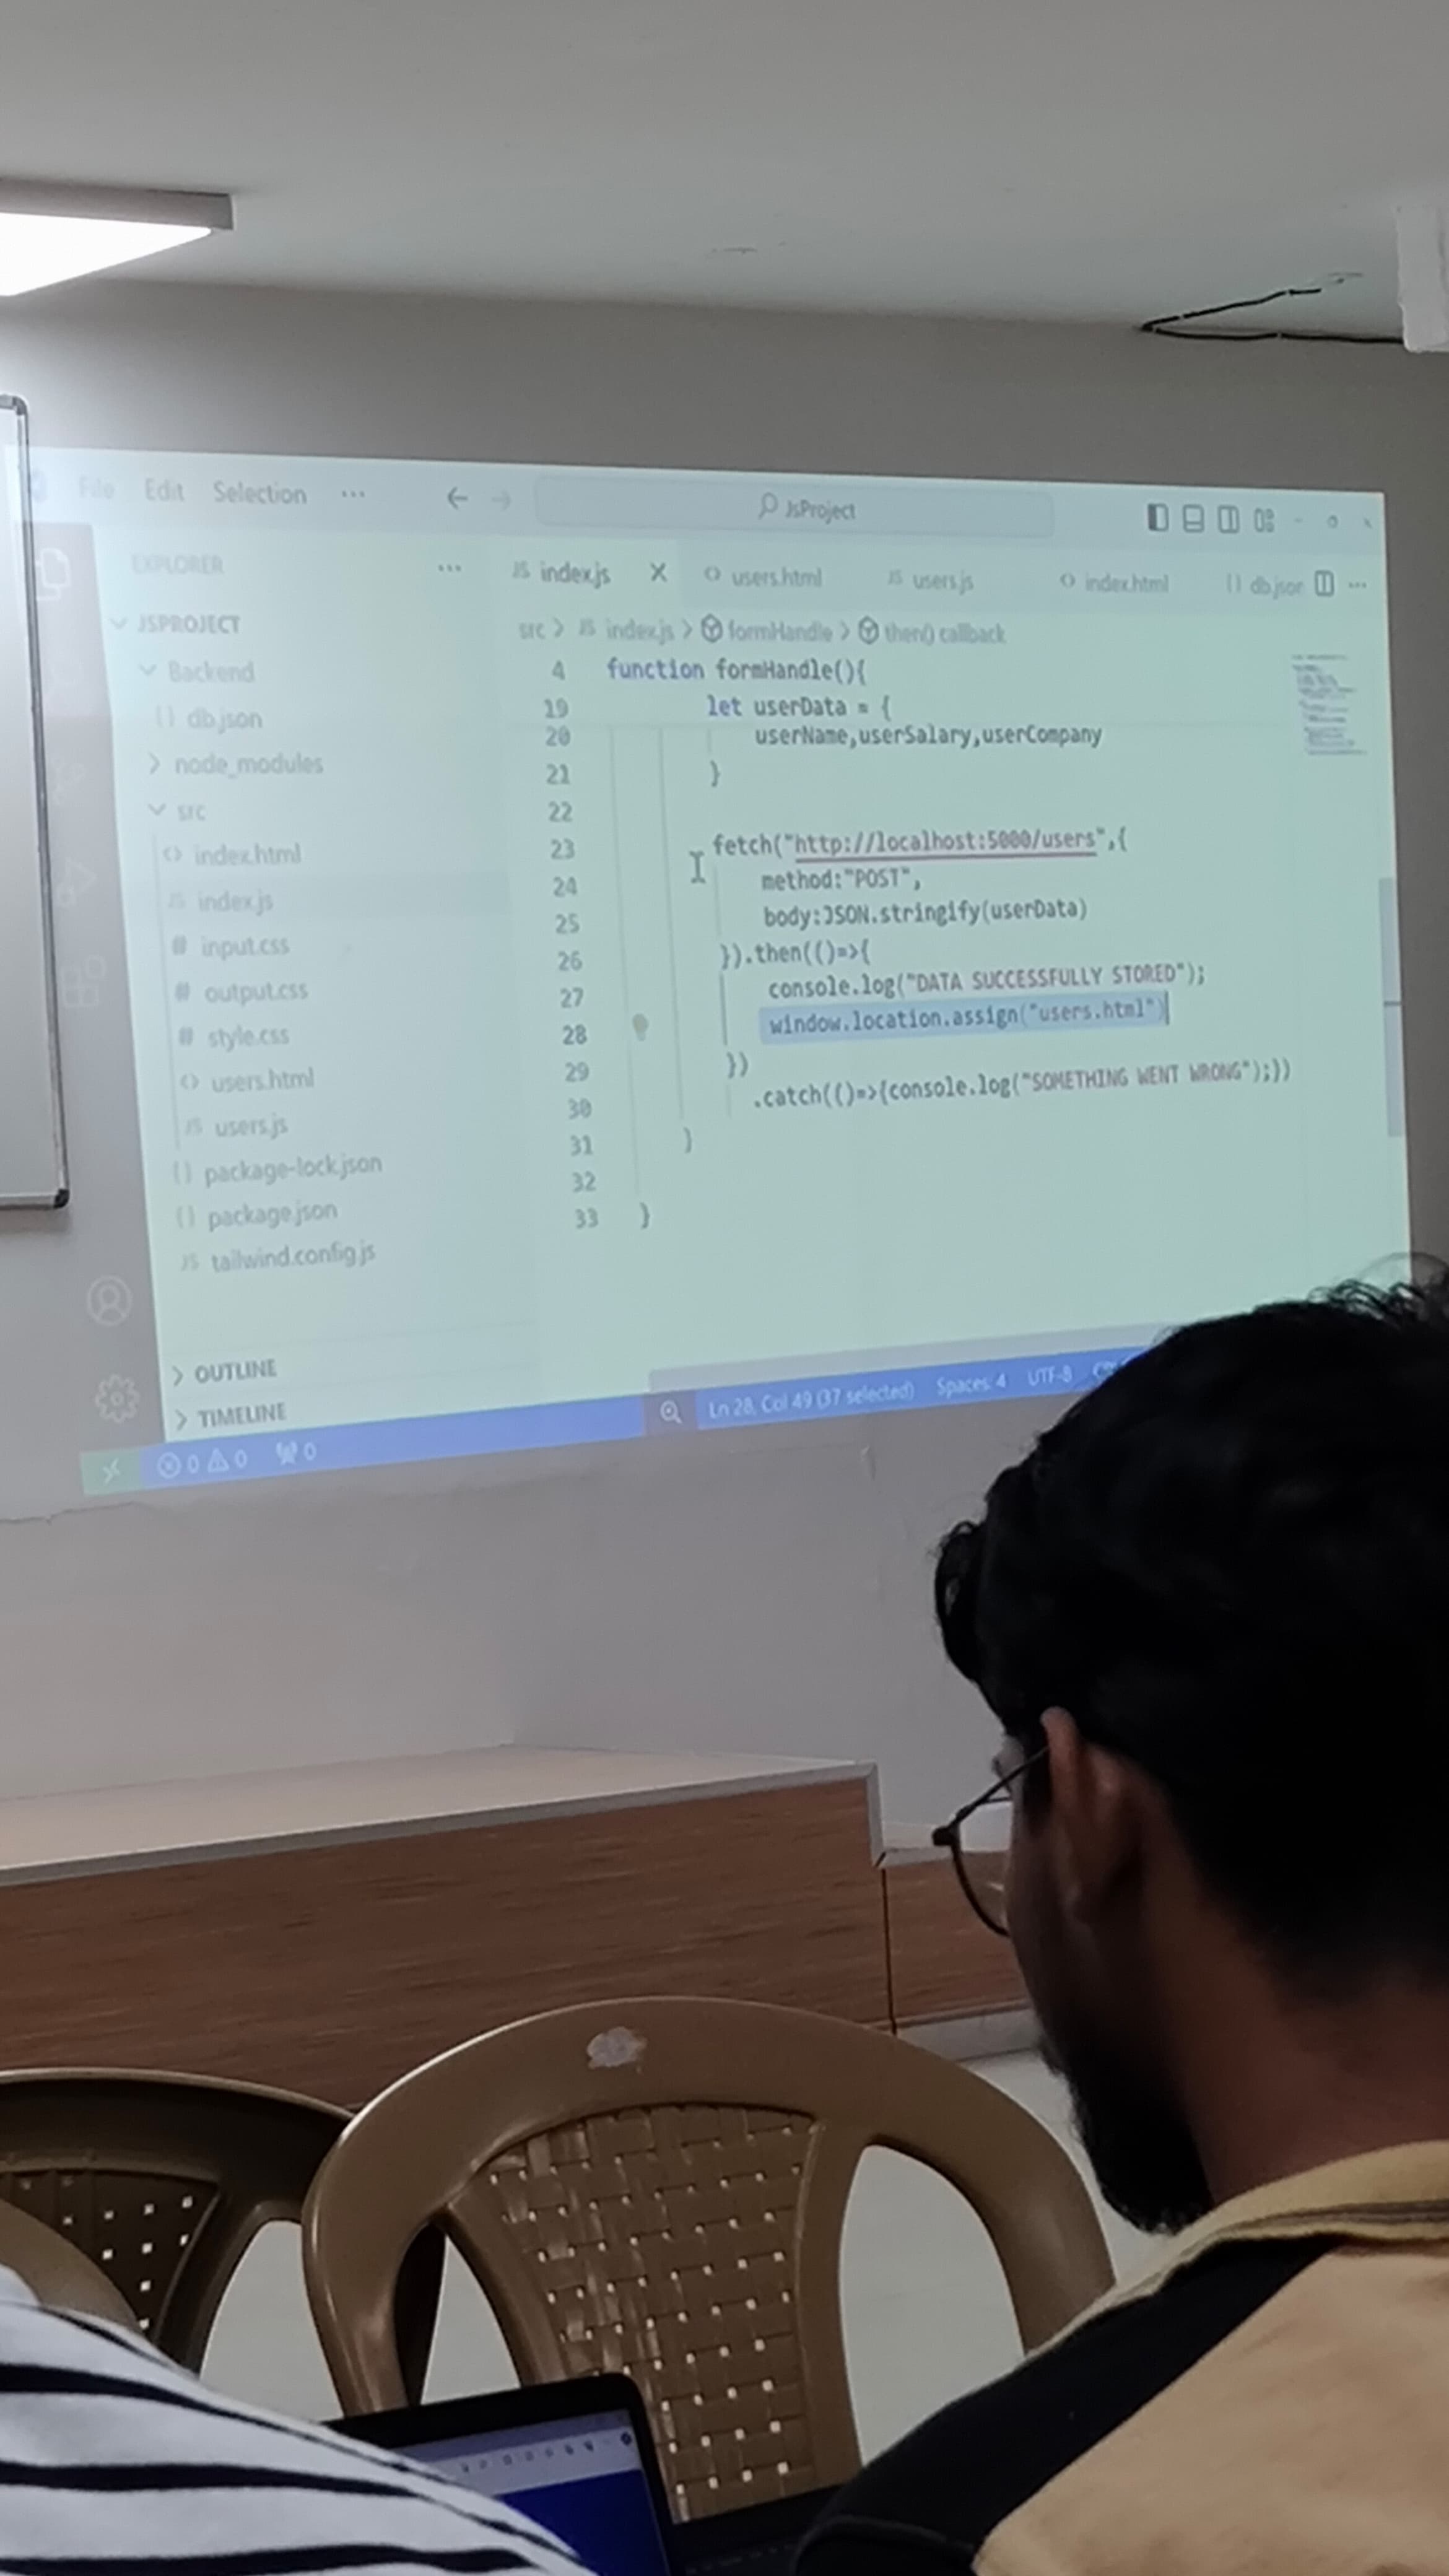 File Edit Selection ...
JsProject
EXPLORER ...
JSPROJECT
Backend
{} db.json
node_modules
src
<> index.html
JS index.js
# input.css
# output.css
# style.css
<> users.html
JS users.js
{} package-lock.json
{} package.json
JS tailwind.config.js
OUTLINE
TIMELINE
JS index.js X <> users.html JS users.js <> index.html {} db.json ...
src > JS index.js > formHandle > then() callback
4 function formHandle(){
19 let userData = {
20 userName,userSalary,userCompany
21 }
22
23 fetch("http://localhost:5000/users",{
24 method:"POST",
25 body:JSON.stringify(userData)
26 }).then(()=>{
27 console.log("DATA SUCCESSFULLY STORED");
28 window.location.assign("users.html")
29 })
30 .catch(()=>{console.log("SOMETHING WENT WRONG");})
31 }
32
33 }
0 0 0 Ln 28, Col 49 (37 selected) Spaces: 4 UTF-8